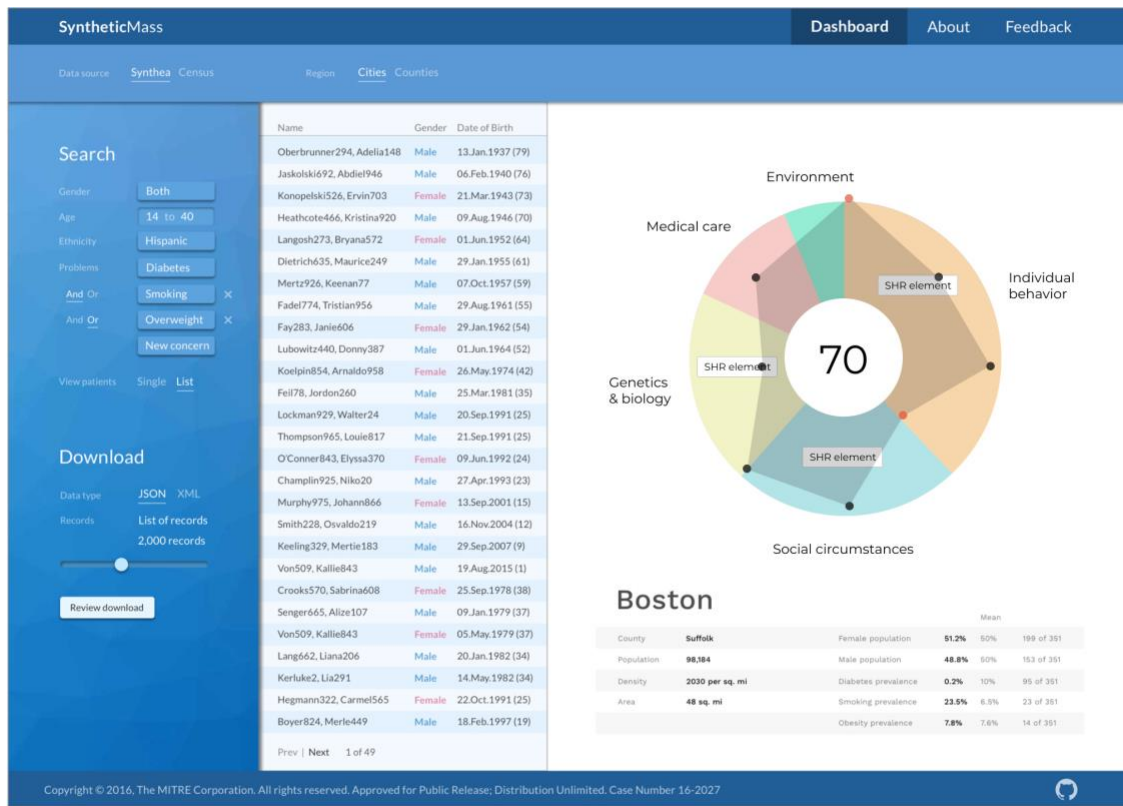 SyntheticMass
Dashboard About Feedback
Data source Synthea Census Region Cities Counties
Search
Gender Both
Age 14 to 40
Ethnicity Hispanic
Problems Diabetes
And Or Smoking ×
And Or Overweight ×
New concern
View patients Single List
Download
Data type JSON XML
Records List of records
2,000 records
Review download
Name Gender Date of Birth
Oberbrunner294, Adelia148 Male 13.Jan.1937 (79)
Jaskolski692, Abdiel946 Male 06.Feb.1940 (76)
Konopelski526, Ervin703 Female 21.Mar.1943 (73)
Heathcote466, Kristina920 Male 09.Aug.1946 (70)
Langosh273, Bryana572 Female 01.Jun.1952 (64)
Dietrich635, Maurice249 Male 29.Jan.1955 (61)
Mertz926, Keenan77 Male 07.Oct.1957 (59)
Fadel774, Tristian956 Male 29.Aug.1961 (55)
Fay283, Janie606 Female 29.Jan.1962 (54)
Lubowitz440, Donny387 Male 01.Jun.1964 (52)
Koelpin854, Arnaldo958 Female 26.May.1974 (42)
Feil78, Jordon260 Male 25.Mar.1981 (35)
Lockman929, Walter24 Male 20.Sep.1991 (25)
Thompson965, Louie817 Male 21.Sep.1991 (25)
O'Conner843, Elyssa370 Female 09.Jun.1992 (24)
Champlin925, Niko20 Male 27.Apr.1993 (23)
Murphy975, Johann866 Female 13.Sep.2001 (15)
Smith228, Osvaldo219 Male 16.Nov.2004 (12)
Keeling329, Mertie183 Male 29.Sep.2007 (9)
Von509, Kallie843 Male 19.Aug.2015 (1)
Crooks570, Sabrina608 Female 25.Sep.1978 (38)
Senger665, Alize107 Male 09.Jan.1979 (37)
Von509, Kallie843 Female 05.May.1979 (37)
Lang662, Liana206 Male 20.Jan.1982 (34)
Kerluke2, Lia291 Male 14.May.1982 (34)
Hegmann322, Carmel565 Female 22.Oct.1991 (25)
Boyer824, Merle449 Male 18.Feb.1997 (19)
Prev | Next 1 of 49
Environment
Medical care
Individual
behavior
SHR element
70
SHR element
Genetics
& biology
SHR element
Social circumstances
Boston
Mean
County Suffolk Female population 51.2% 50% 199 of 351
Population 98,184 Male population 48.8% 50% 153 of 351
Density 2030 per sq. mi Diabetes prevalence 0.2% 10% 95 of 351
Area 48 sq. mi Smoking prevalence 23.5% 6.5% 23 of 351
Obesity prevalence 7.8% 7.6% 14 of 351
Copyright © 2016, The MITRE Corporation. All rights reserved. Approved for Public Release; Distribution Unlimited. Case Number 16-2027